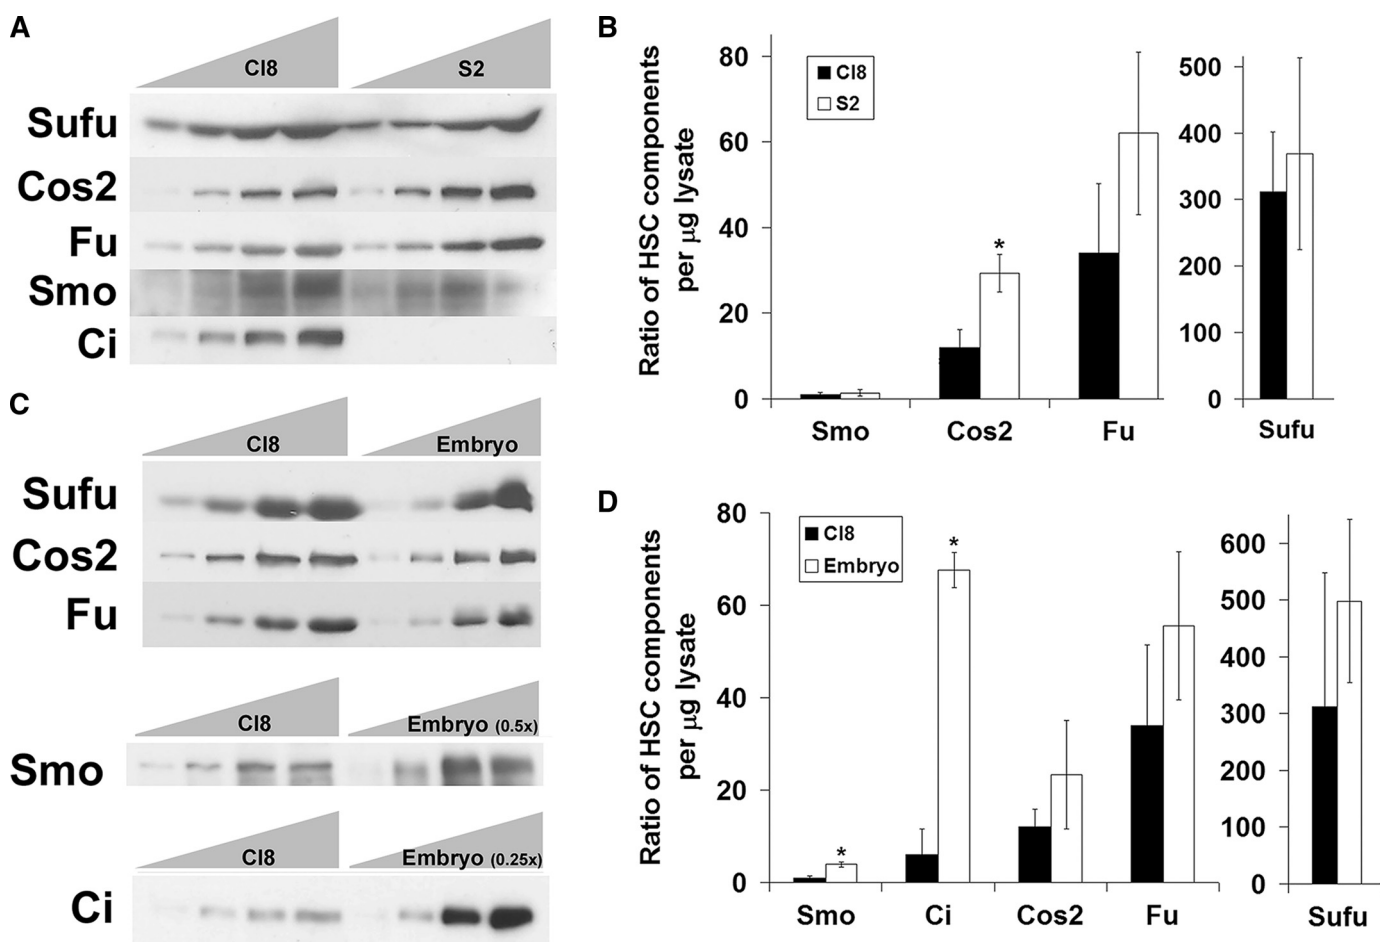 A
Cl8
S2
Sufu
Cos2
Fu
Smo
Ci
B
Ratio of HSC components
per µg lysate
80
60
40
20
0
Cl8
S2
*
Smo
Cos2
Fu
500
400
300
200
100
0
Sufu
C
Cl8
Embryo
Sufu
Cos2
Fu
Cl8
Embryo (0.5x)
Smo
Cl8
Embryo (0.25x)
Ci
D
Ratio of HSC components
per µg lysate
80
60
40
20
0
Cl8
Embryo
*
*
Smo
Ci
Cos2
Fu
600
500
400
300
200
100
0
Sufu